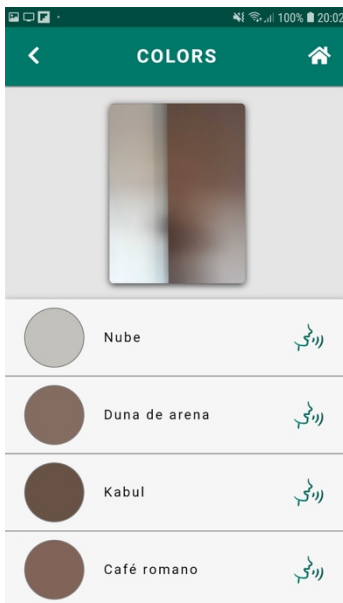 100% 20:02
COLORS
Nube
Duna de arena
Kabul
Café romano